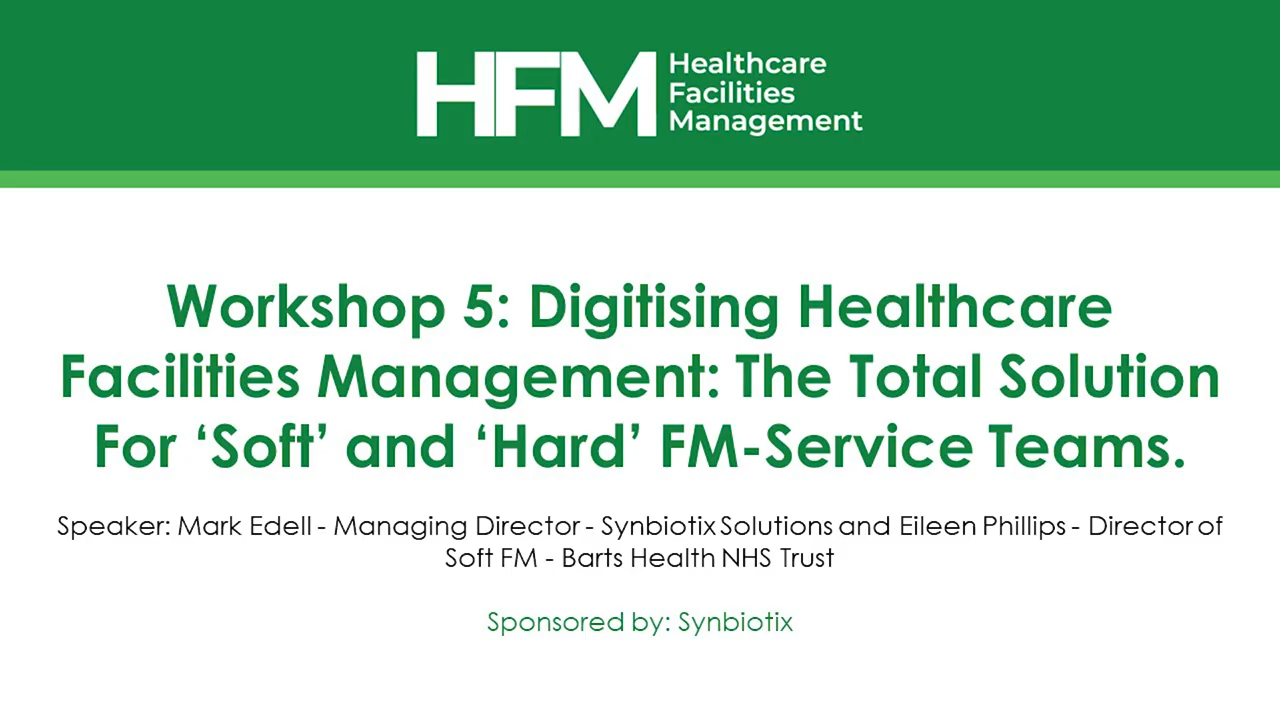 HFM
Healthcare
Facilities
Management
Workshop 5: Digitising Healthcare
Facilities Management: The Total Solution
For ‘Soft’ and ‘Hard’ FM-Service Teams.
Speaker: Mark Edell - Managing Director - Synbiotix Solutions and Eileen Phillips - Director of
Soft FM - Barts Health NHS Trust
Sponsored by: Synbiotix